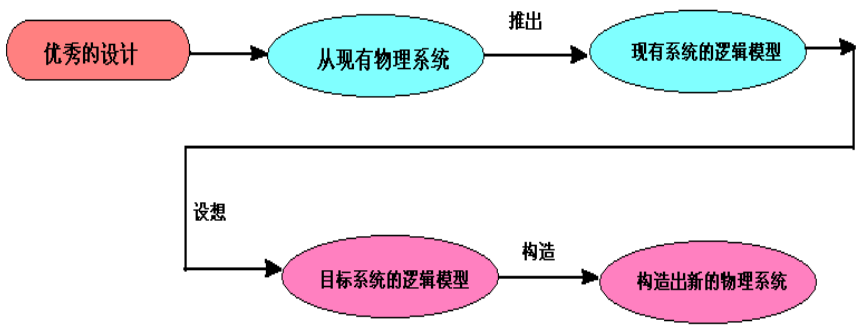 优秀的设计
从现有物理系统
推出
现有系统的逻辑模型
设想
目标系统的逻辑模型
构造
构造出新的物理系统